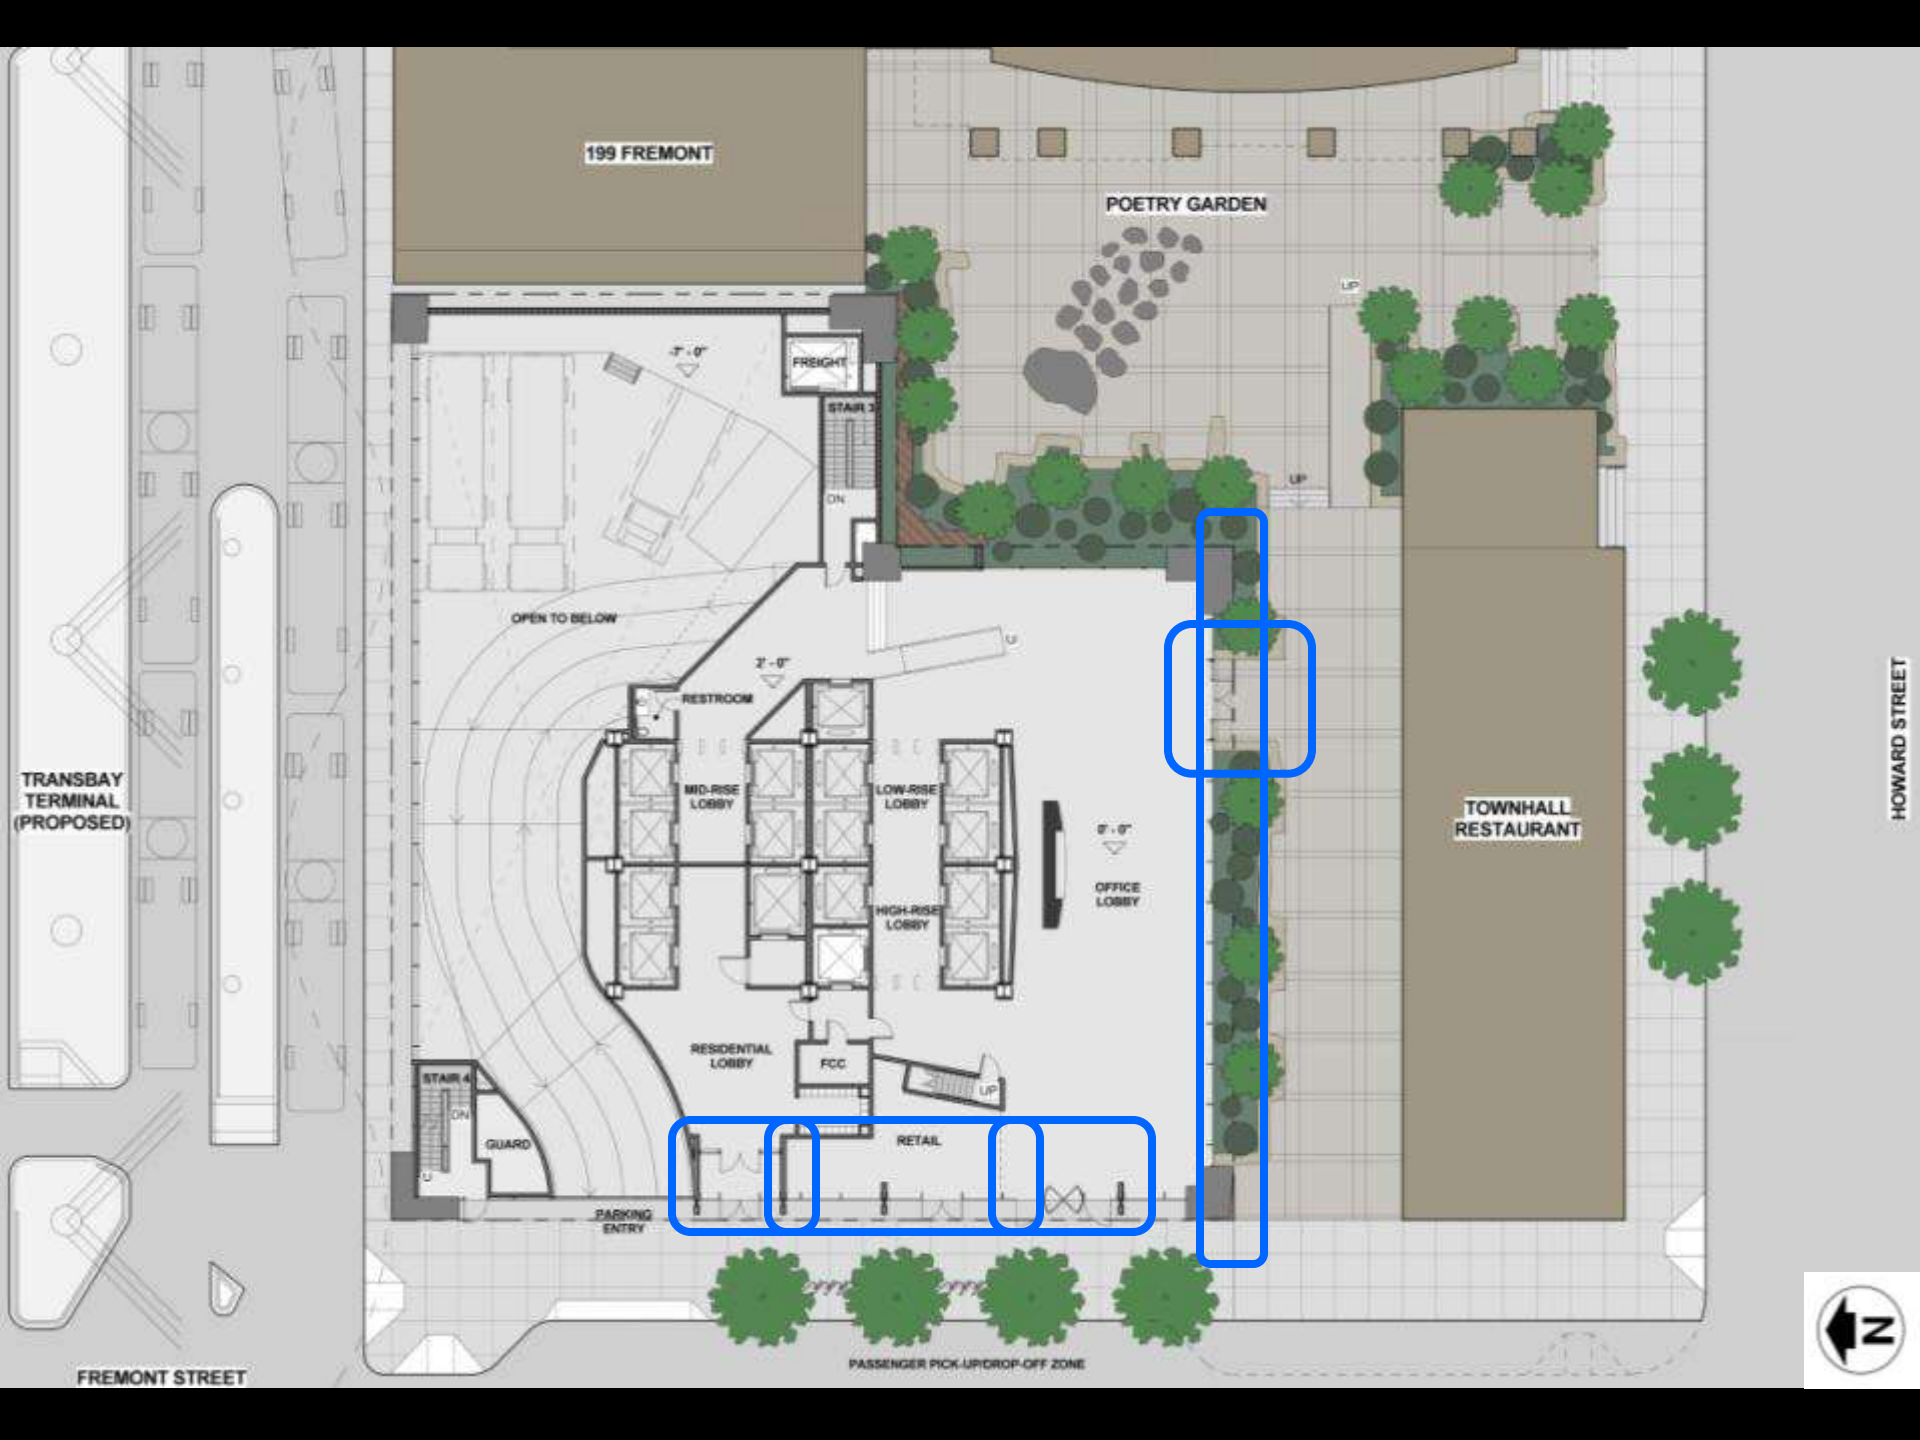 199 FREMONT
POETRY GARDEN
UP
-7' - 0"
FREIGHT
STAIR 3
UP
DN
OPEN TO BELOW
2' - 0"
RESTROOM
TRANSBAY
TERMINAL
(PROPOSED)
MID-RISE
LOBBY
LOW-RISE
LOBBY
0' - 0"
OFFICE
LOBBY
HIGH-RISE
LOBBY
TOWNHALL
RESTAURANT
HOWARD STREET
RESIDENTIAL
LOBBY
FCC
STAIR 4
DN
UP
GUARD
RETAIL
PARKING
ENTRY
N
PASSENGER PICK-UP/DROP-OFF ZONE
FREMONT STREET